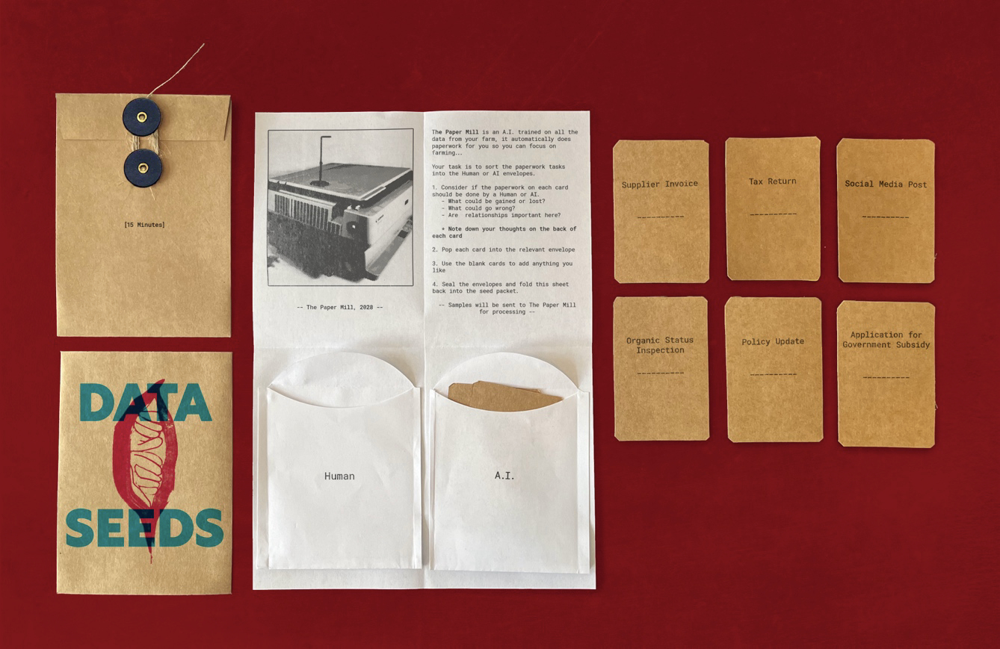 [15 Minutes]
DATA
SEEDS
-- The Paper Mill, 2028 --
The Paper Mill is an A.I. trained on all the
data from your farm, it automatically does
paperwork for you so you can focus on
farming...
Your task is to sort the paperwork tasks
into the Human or AI envelopes.
1. Consider if the paperwork on each card
should be done by a Human or AI.
- What could be gained or lost?
- What could go wrong?
- Are relationships important here?
* Note down your thoughts on the back of
each card
2. Pop each card into the relevant envelope
3. Use the blank cards to add anything you
like
4. Seal the envelopes and fold this sheet
back into the seed packet.
-- Samples will be sent to The Paper Mill
for processing --
Human
A.I.
Supplier Invoice
----------
Tax Return
----------
Social Media Post
----------
Organic Status
Inspection
----------
Policy Update
----------
Application for
Government Subsidy
----------